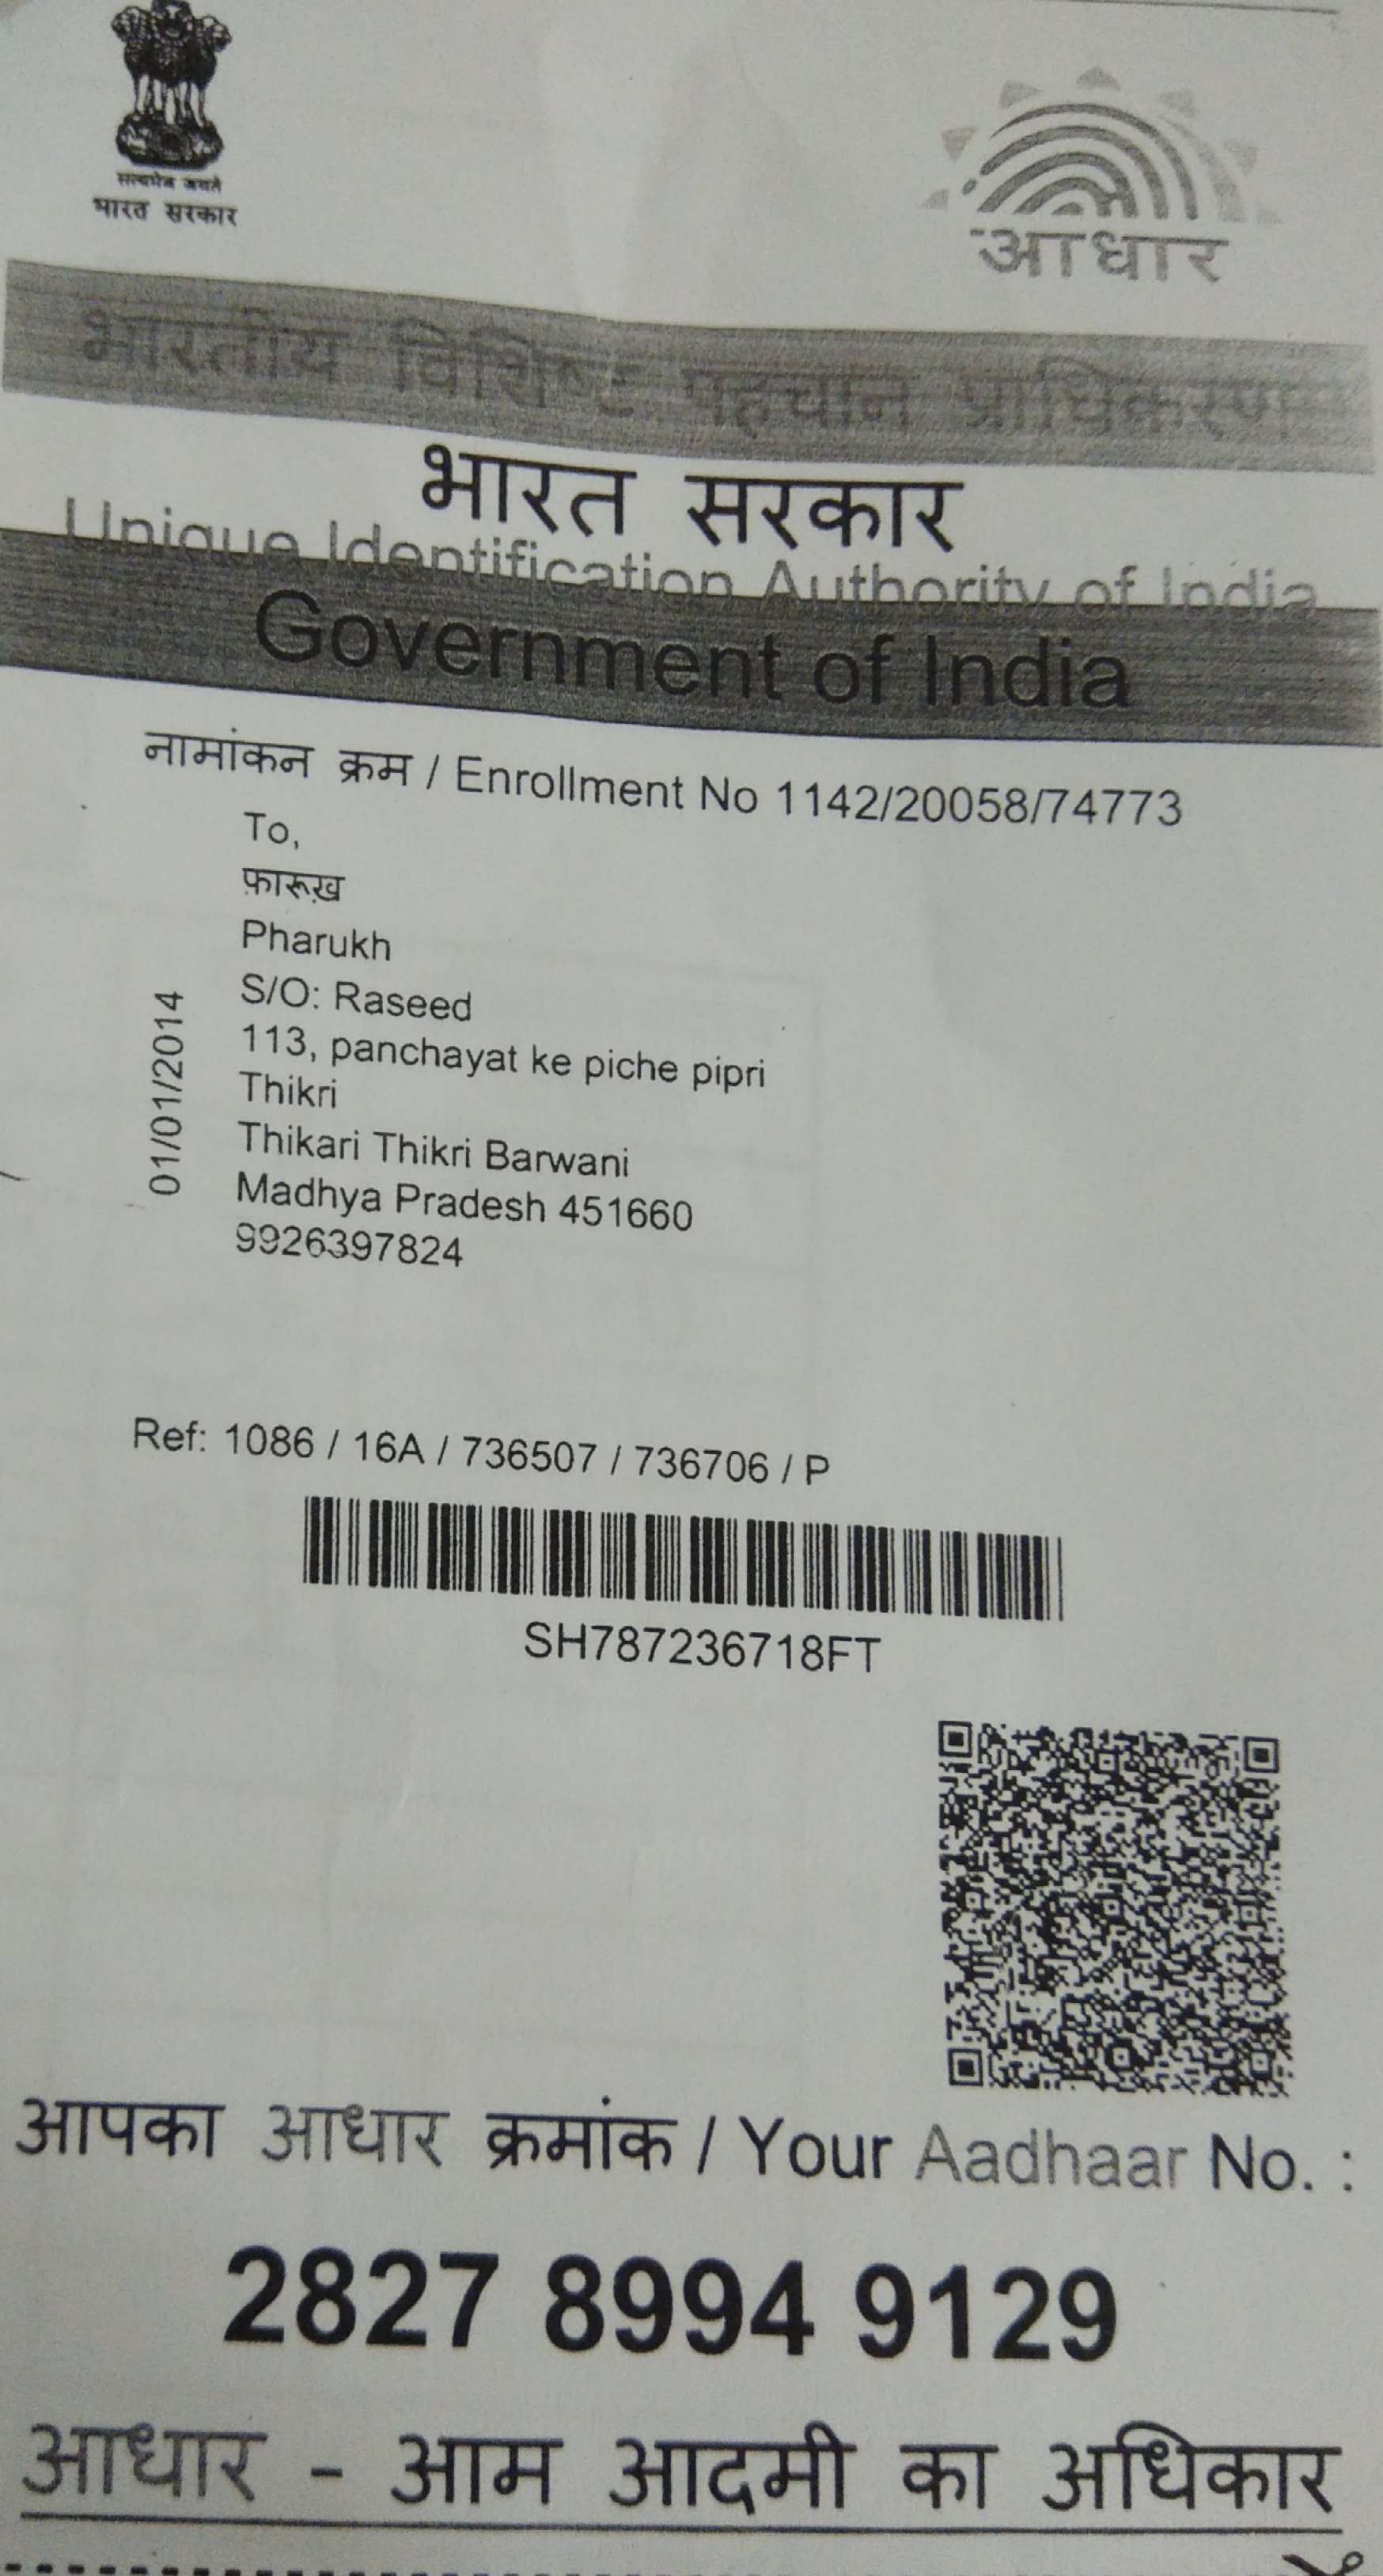 सत्यमेव जयते
भारत सरकार
आधार
भारतीय विशिष्ट पहचान प्राधिकरण
भारत सरकार
Unique Identification Authority of India
Government of India
नामांकन क्रम / Enrollment No 1142/20058/74773
To,
फ़ारूख़
Pharukh
S/O: Raseed
113, panchayat ke piche pipri
Thikri
Thikari Thikri Barwani
Madhya Pradesh 451660
9926397824
01/01/2014
Ref: 1086 / 16A / 736507 / 736706 / P
SH787236718FT
आपका आधार क्रमांक / Your Aadhaar No. :
2827 8994 9129
आधार - आम आदमी का अधिकार